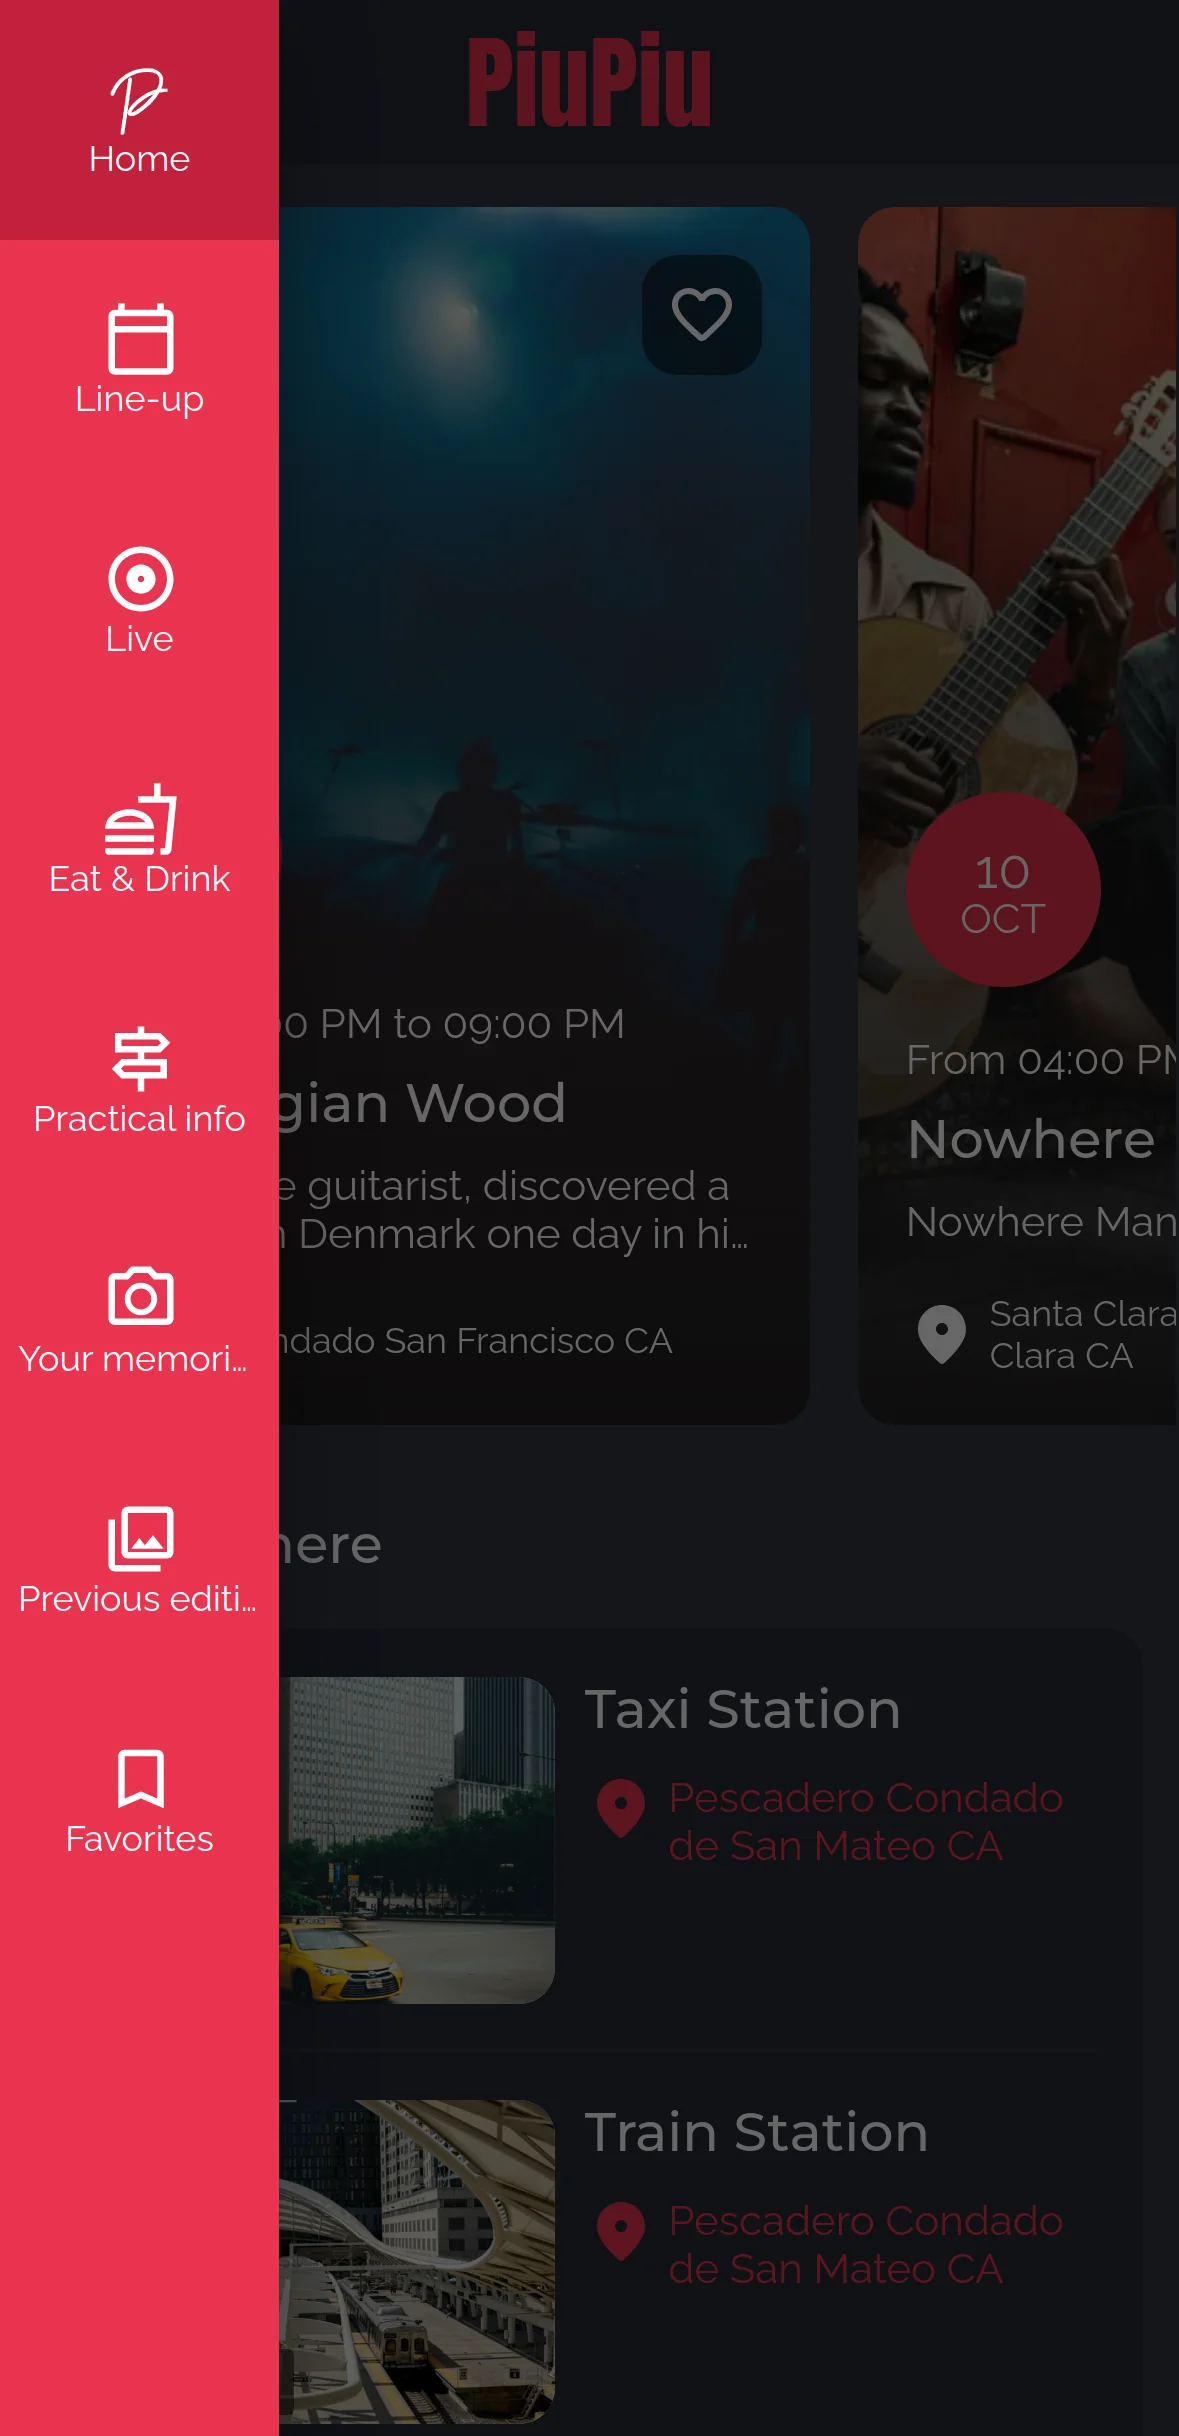 PiuPiu
Home
Line-up
Live
Eat & Drink
Practical info
Your memori...
Previous editi...
Favorites
PM to 09:00 PM
gian Wood
e guitarist, discovered a
Denmark one day in hi...
ndado San Francisco CA
10
OCT
From 04:00 PM
Nowhere
Nowhere Man
Santa Clara
Clara CA
here
Taxi Station
Pescadero Condado
de San Mateo CA
Train Station
Pescadero Condado
de San Mateo CA